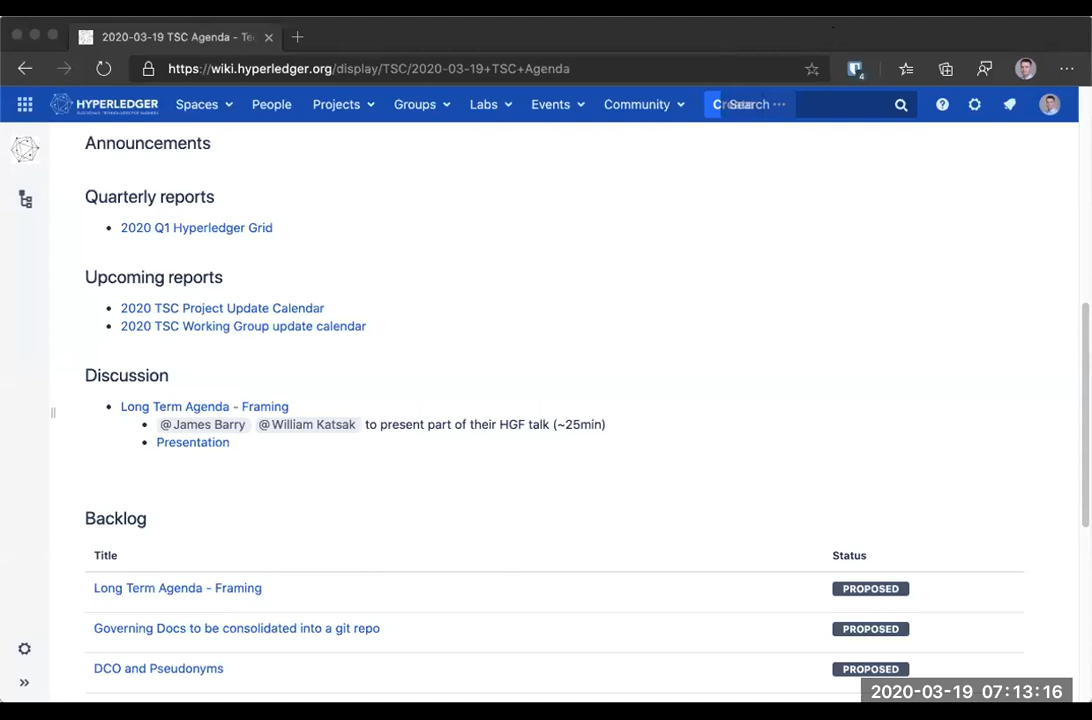 2020-03-19 TSC Agenda - Te
https://wiki.hyperledger.org/display/TSC/2020-03-19+TSC+Agenda
4
HYPERLEDGER
Spaces
People
Projects
Groups
Labs
Events
Community
Search
Announcements
Quarterly reports
2020 Q1 Hyperledger Grid
Upcoming reports
2020 TSC Project Update Calendar
2020 TSC Working Group update calendar
Discussion
Long Term Agenda - Framing
@James Barry @William Katsak to present part of their HGF talk (~25min)
Presentation
Backlog
Title Status
Long Term Agenda - Framing PROPOSED
Governing Docs to be consolidated into a git repo PROPOSED
DCO and Pseudonyms PROPOSED
2020-03-19 07:13:16